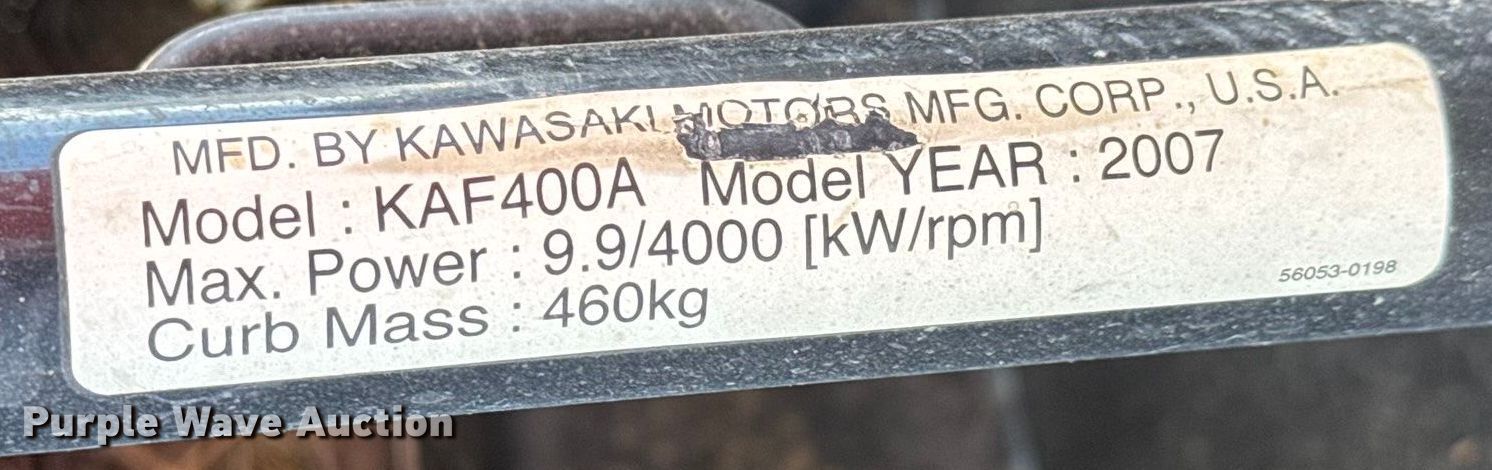 MFD. BY KAWASAKI MOTORS MFG. CORP., U.S.A.
Model : KAF400A Model YEAR : 2007
Max. Power : 9.9/4000 [kW/rpm]
Curb Mass : 460kg
56053-0198
Purple Wave Auction